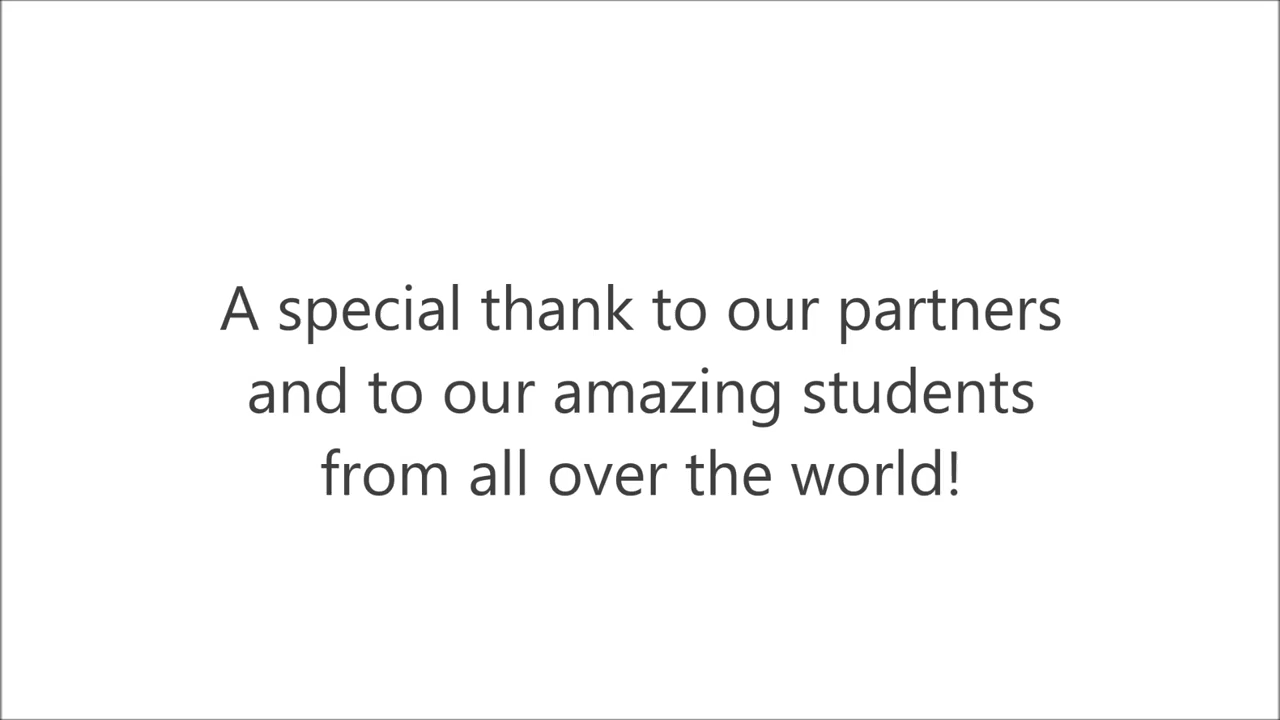 A special thank to our partners
and to our amazing students
from all over the world!